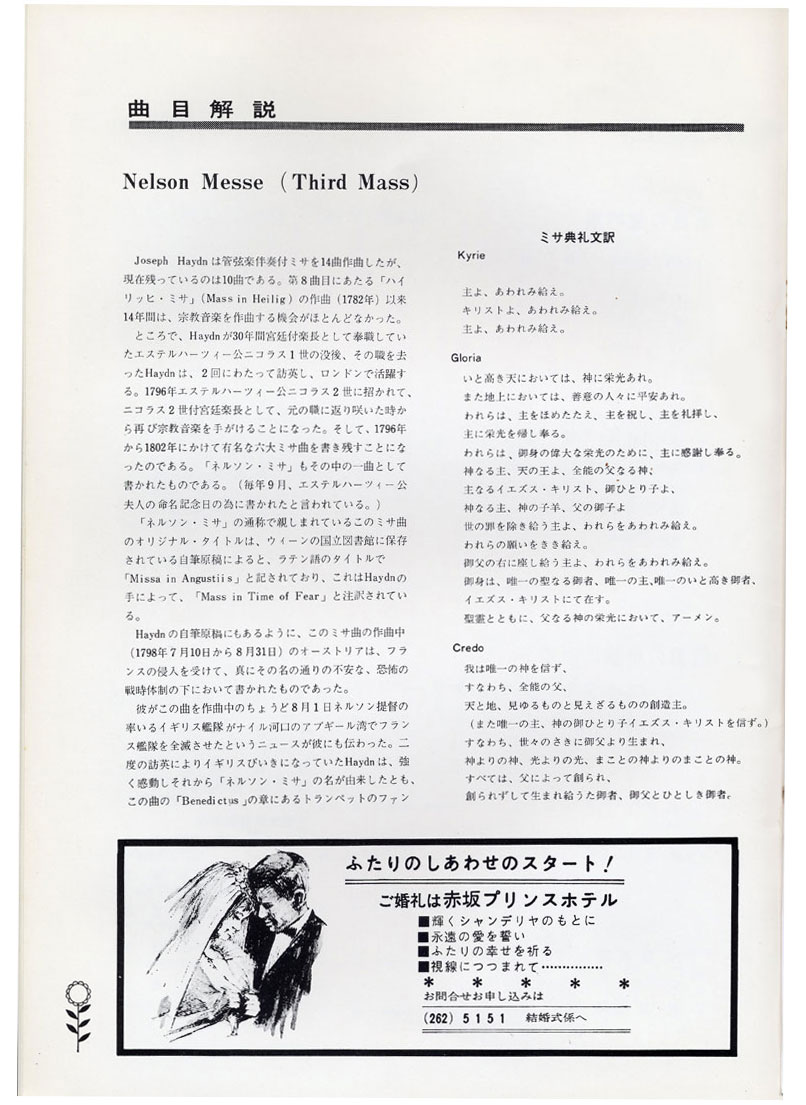 曲目解説
Nelson Messe (Third Mass)
Joseph Haydnは管弦楽伴奏付ミサを14曲作曲したが、
現在残っているのは10曲である。第8曲目にあたる「ハイ
リッヒ・ミサ」(Mass in Heilig) の作曲 (1782年) 以来
14年間は、宗教音楽を作曲する機会がほとんどなかった。
ところで、Haydnが30年間宮廷付楽長として奉職してい
たエステルハーツィー公ニコラス1世の没後、その職を去
ったHaydnは、2回にわたって訪英し、ロンドンで活躍す
る。1796年エステルハーツィー公ニコラス2世に招かれて、
ニコラス2世付宮廷楽長として、元の職に返り咲いた時か
ら再び宗教音楽を手がけることになった。そして、1796年
から1802年にかけて有名な六大ミサ曲を書き残すことにな
ったのである。「ネルソン・ミサ」もその中の一曲として
書かれたものである。(毎年9月、エステルハーツィー公
夫人の命名記念日の為に書かれたと言われている。)
「ネルソン・ミサ」の通称で親しまれているこのミサ曲
のオリジナル・タイトルは、ウィーンの国立図書館に保存
されている自筆原稿によると、ラテン語のタイトルで
「Missa in Angustiis」と記されており、これはHaydnの
手によって、「Mass in Time of Fear」と注訳されてい
る。
Haydnの自筆原稿にもあるように、このミサ曲の作曲中
(1798年7月10日から8月31日) のオーストリアは、フラ
ンスの侵入を受けて、真にその名の通りの不安な、恐怖の
戦時体制の下において書かれたものであった。
彼がこの曲を作曲中のちょうど8月1日ネルソン提督の
率いるイギリス艦隊がナイル河口のアブギール湾でフラン
ス艦隊を全滅させたというニュースが彼にも伝わった。二
度の訪英によりイギリスびいきになっていたHaydnは、強
く感動しそれから「ネルソン・ミサ」の名が由来したとも、
この曲の「Benedictus」の章にあるトランペットのファン
ミサ典礼文訳
Kyrie
主よ、あわれみ給え。
キリストよ、あわれみ給え。
主よ、あわれみ給え。
Gloria
いと高き天においては、神に栄光あれ。
また地上においては、善意の人々に平安あれ。
われらは、主をほめたたえ、主を祝し、主を礼拝し、
主に栄光を帰し奉る。
われらは、御身の偉大な栄光のために、主に感謝し奉る。
神なる主、天の王よ、全能の父なる神、
主なるイエズス・キリスト、御ひとり子よ、
神なる主、神の子羊、父の御子よ
世の罪を除き給う主よ、われらをあわれみ給え。
われらの願いをきき給え。
御父の右に座し給う主よ、われらをあわれみ給え。
御身は、唯一の聖なる御者、唯一の主、唯一のいと高き御者、
イエズス・キリストにて在す。
聖霊とともに、父なる神の栄光において、アーメン。
Credo
我は唯一の神を信ず、
すなわち、全能の父、
天と地、見ゆるものと見えざるものの創造主。
(また唯一の主、神の御ひとり子イエズス・キリストを信ず。)
すなわち、世々のさきに御父より生まれ、
神よりの神、光よりの光、まことの神よりのまことの神。
すべては、父によって創られ、
創られずして生まれ給うた御者、御父とひとしき御者。
ふたりのしあわせのスタート!
ご婚礼は赤坂プリンスホテル
■輝くシャンデリヤのもとに
■永遠の愛を誓い
■ふたりの幸せを祈る
■視線につつまれて……………
* * * * *
お問合せお申し込みは
(262) 5151 結婚式係へ